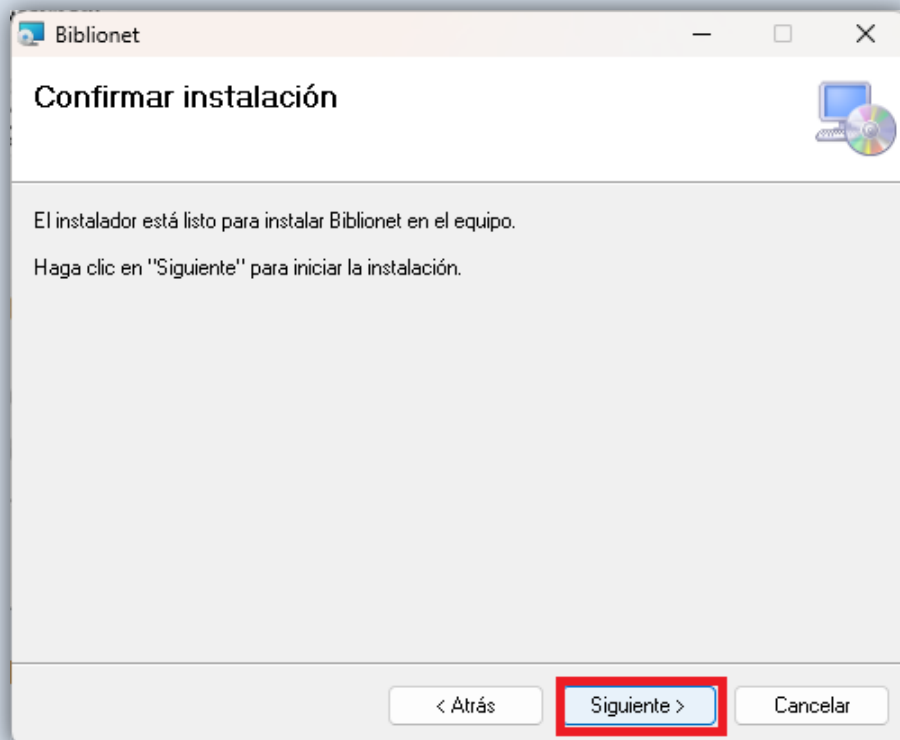 Biblionet
Confirmar instalación
El instalador está listo para instalar Biblionet en el equipo.
Haga clic en "Siguiente" para iniciar la instalación.
< Atrás
Siguiente >
Cancelar